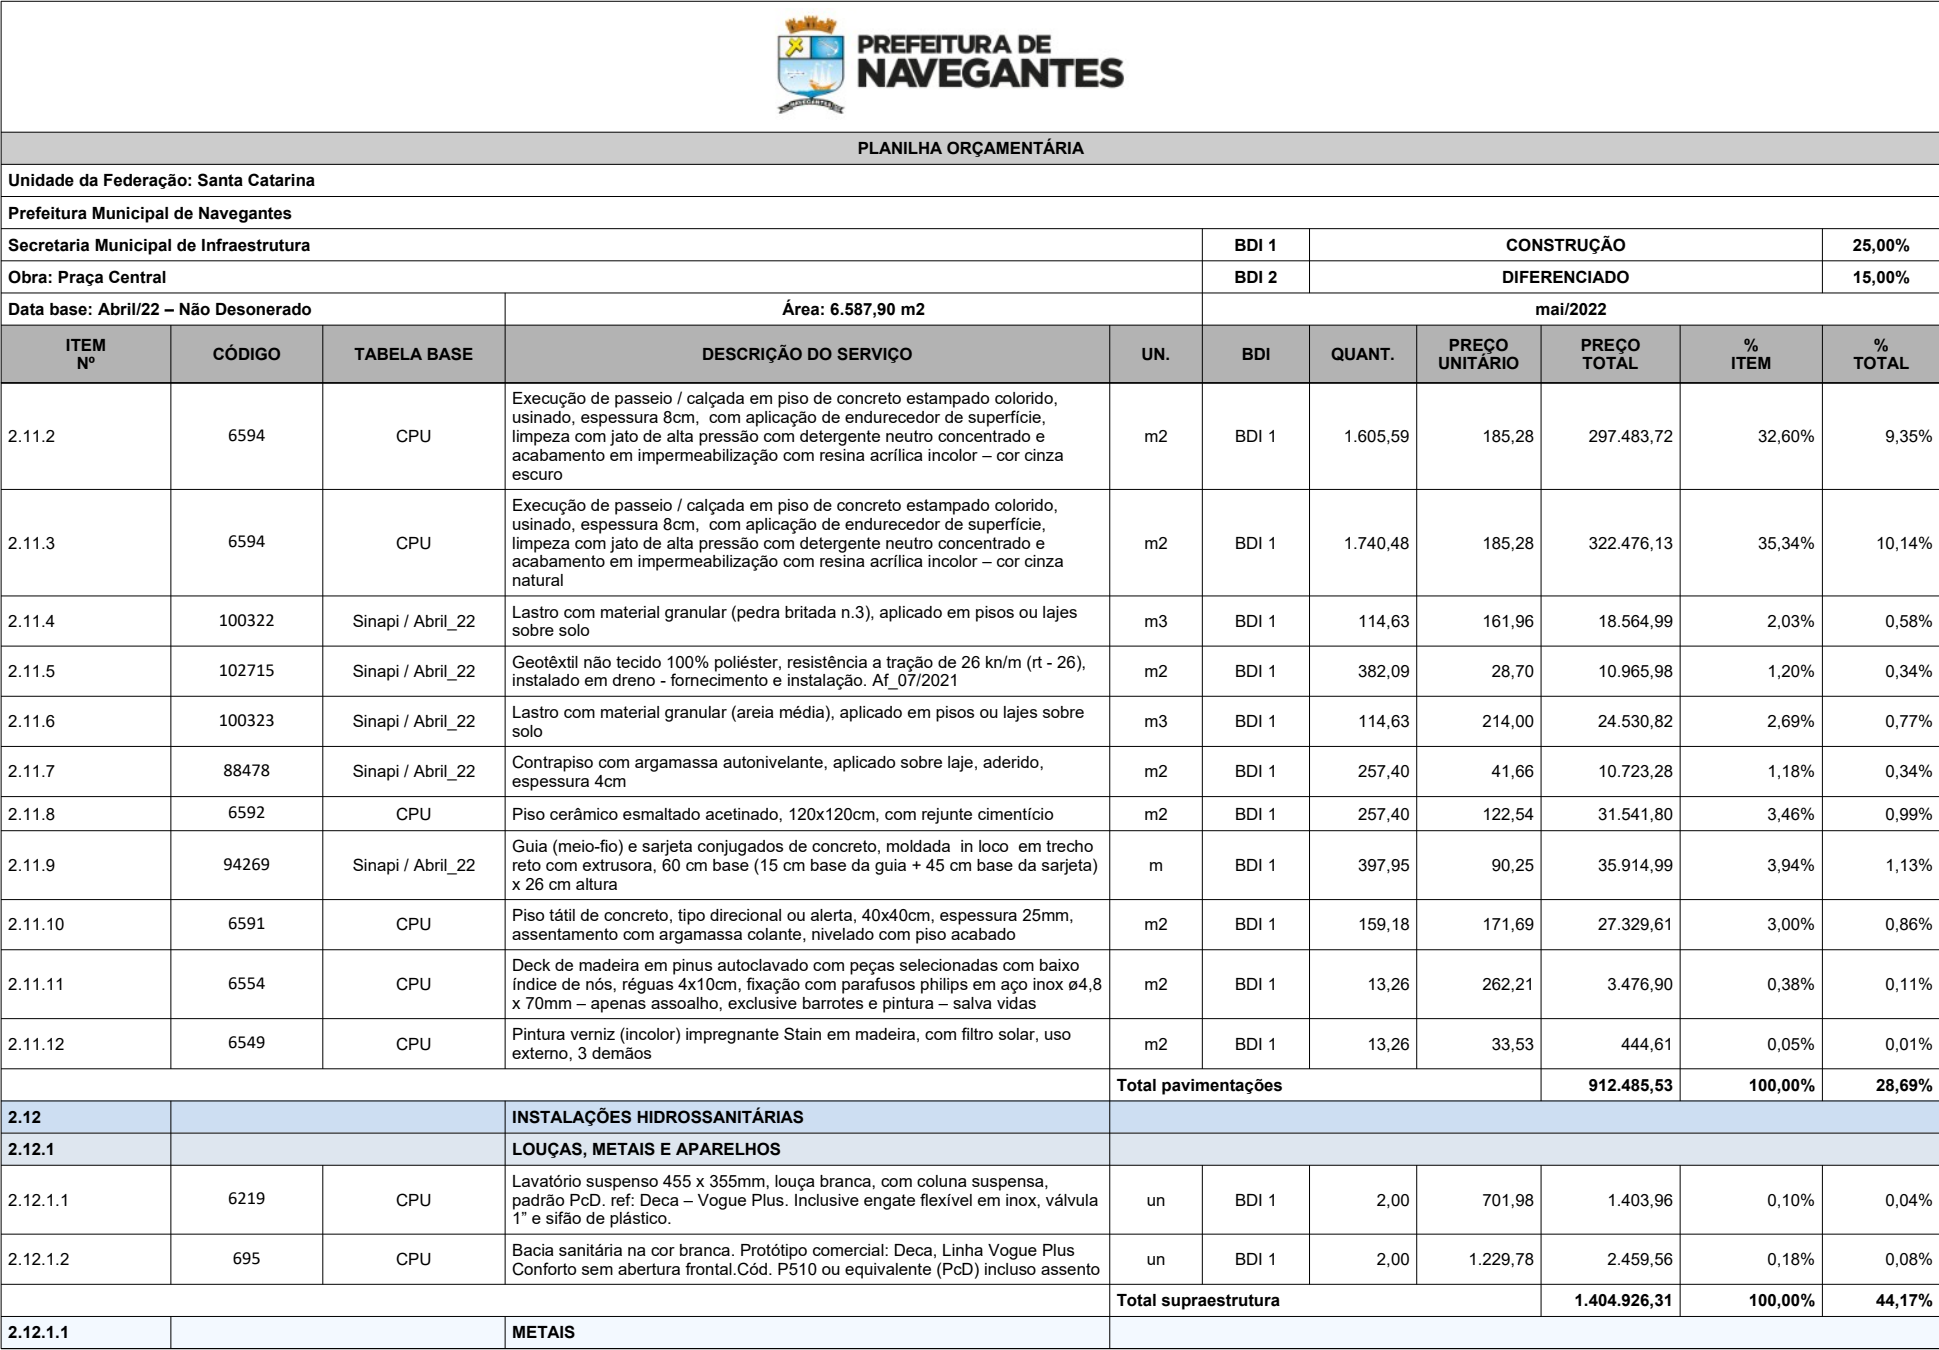 PREFEITURA DE
NAVEGANTES
NAVEGANTES
PLANILHA ORÇAMENTÁRIA
Unidade da Federação: Santa Catarina
Prefeitura Municipal de Navegantes
Secretaria Municipal de Infraestrutura BDI 1 CONSTRUÇÃO 25,00%
Obra: Praça Central BDI 2 DIFERENCIADO 15,00%
Data base: Abril/22 – Não Desonerado Área: 6.587,90 m2 mai/2022
ITEM Nº CÓDIGO TABELA BASE DESCRIÇÃO DO SERVIÇO UN. BDI QUANT. PREÇO UNITÁRIO PREÇO TOTAL % ITEM % TOTAL
Execução de passeio / calçada em piso de concreto estampado colorido,
usinado, espessura 8cm, com aplicação de endurecedor de superfície,
2.11.2 6594 CPU limpeza com jato de alta pressão com detergente neutro concentrado e m2 BDI 1 1.605,59 185,28 297.483,72 32,60% 9,35%
acabamento em impermeabilização com resina acrílica incolor – cor cinza
escuro
Execução de passeio / calçada em piso de concreto estampado colorido,
usinado, espessura 8cm, com aplicação de endurecedor de superfície,
2.11.3 6594 CPU limpeza com jato de alta pressão com detergente neutro concentrado e m2 BDI 1 1.740,48 185,28 322.476,13 35,34% 10,14%
acabamento em impermeabilização com resina acrílica incolor – cor cinza
natural
2.11.4 100322 Sinapi / Abril_22 Lastro com material granular (pedra britada n.3), aplicado em pisos ou lajes m3 BDI 1 114,63 161,96 18.564,99 2,03% 0,58%
sobre solo
2.11.5 102715 Sinapi / Abril_22 Geotêxtil não tecido 100% poliéster, resistência a tração de 26 kn/m (rt - 26), m2 BDI 1 382,09 28,70 10.965,98 1,20% 0,34%
instalado em dreno - fornecimento e instalação. Af_07/2021
2.11.6 100323 Sinapi / Abril_22 Lastro com material granular (areia média), aplicado em pisos ou lajes sobre m3 BDI 1 114,63 214,00 24.530,82 2,69% 0,77%
solo
2.11.7 88478 Sinapi / Abril_22 Contrapiso com argamassa autonivelante, aplicado sobre laje, aderido, m2 BDI 1 257,40 41,66 10.723,28 1,18% 0,34%
espessura 4cm
2.11.8 6592 CPU Piso cerâmico esmaltado acetinado, 120x120cm, com rejunte cimentício m2 BDI 1 257,40 122,54 31.541,80 3,46% 0,99%
Guia (meio-fio) e sarjeta conjugados de concreto, moldada in loco em trecho
2.11.9 94269 Sinapi / Abril_22 reto com extrusora, 60 cm base (15 cm base da guia + 45 cm base da sarjeta) m BDI 1 397,95 90,25 35.914,99 3,94% 1,13%
x 26 cm altura
2.11.10 6591 CPU Piso tátil de concreto, tipo direcional ou alerta, 40x40cm, espessura 25mm, m2 BDI 1 159,18 171,69 27.329,61 3,00% 0,86%
assentamento com argamassa colante, nivelado com piso acabado
Deck de madeira em pinus autoclavado com peças selecionadas com baixo
2.11.11 6554 CPU índice de nós, réguas 4x10cm, fixação com parafusos philips em aço inox ø4,8 m2 BDI 1 13,26 262,21 3.476,90 0,38% 0,11%
x 70mm – apenas assoalho, exclusive barrotes e pintura – salva vidas
2.11.12 6549 CPU Pintura verniz (incolor) impregnante Stain em madeira, com filtro solar, uso m2 BDI 1 13,26 33,53 444,61 0,05% 0,01%
externo, 3 demãos
Total pavimentações 912.485,53 100,00% 28,69%
2.12 INSTALAÇÕES HIDROSSANITÁRIAS
2.12.1 LOUÇAS, METAIS E APARELHOS
Lavatório suspenso 455 x 355mm, louça branca, com coluna suspensa,
2.12.1.1 6219 CPU padrão PcD. ref: Deca – Vogue Plus. Inclusive engate flexível em inox, válvula un BDI 1 2,00 701,98 1.403,96 0,10% 0,04%
1” e sifão de plástico.
2.12.1.2 695 CPU Bacia sanitária na cor branca. Protótipo comercial: Deca, Linha Vogue Plus un BDI 1 2,00 1.229,78 2.459,56 0,18% 0,08%
Conforto sem abertura frontal.Cód. P510 ou equivalente (PcD) incluso assento
Total supraestrutura 1.404.926,31 100,00% 44,17%
2.12.1.1 METAIS